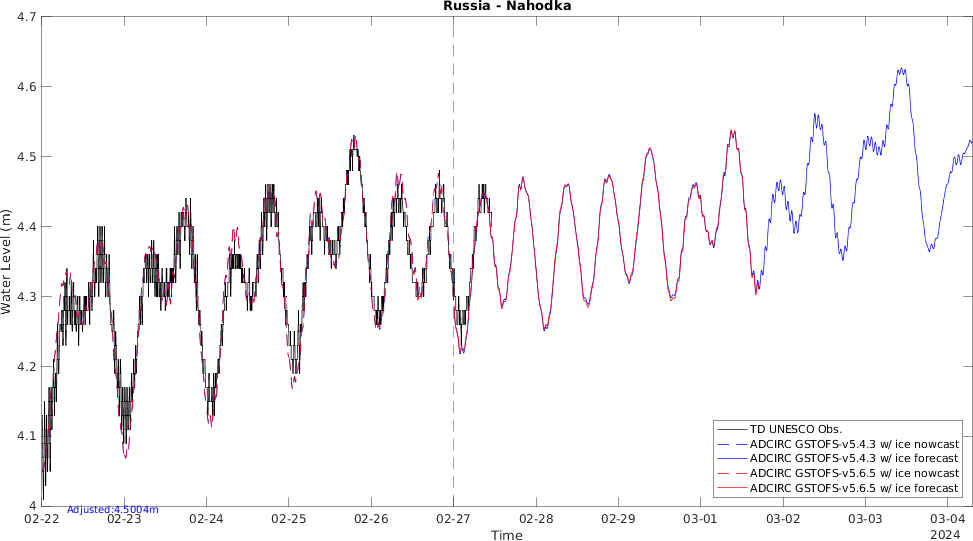 Russia - Nahodka
4.7
4.6
4.5
4.4
4.3
4.2
4.1
4
Water Level (m)
Adjusted:4.5004m
TD UNESCO Obs.
ADCIRC GSTOFS-v5.4.3 w/ ice nowcast
ADCIRC GSTOFS-v5.4.3 w/ ice forecast
ADCIRC GSTOFS-v5.6.5 w/ ice nowcast
ADCIRC GSTOFS-v5.6.5 w/ ice forecast
02-22 02-23 02-24 02-25 02-26 02-27 02-28 02-29 03-01 03-02 03-03 03-04
Time
2024